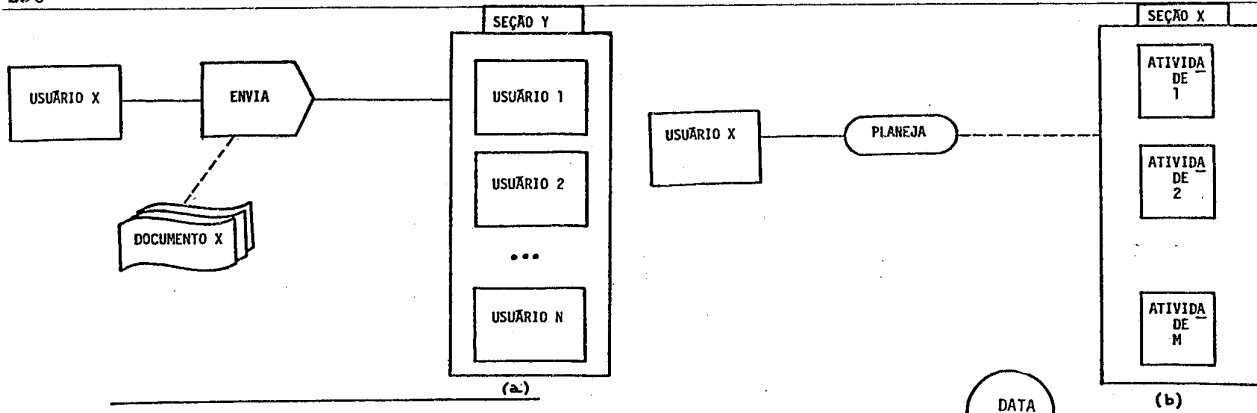 SEÇÃO Y
USUÁRIO X
ENVIA
DOCUMENTO X
USUÁRIO 1
USUÁRIO 2
...
USUÁRIO N
(a)
SEÇÃO X
USUÁRIO X
PLANEJA
ATIVIDA
DE
1
ATIVIDA
DE
2
ATIVIDA
DE
M
(b)
DATA